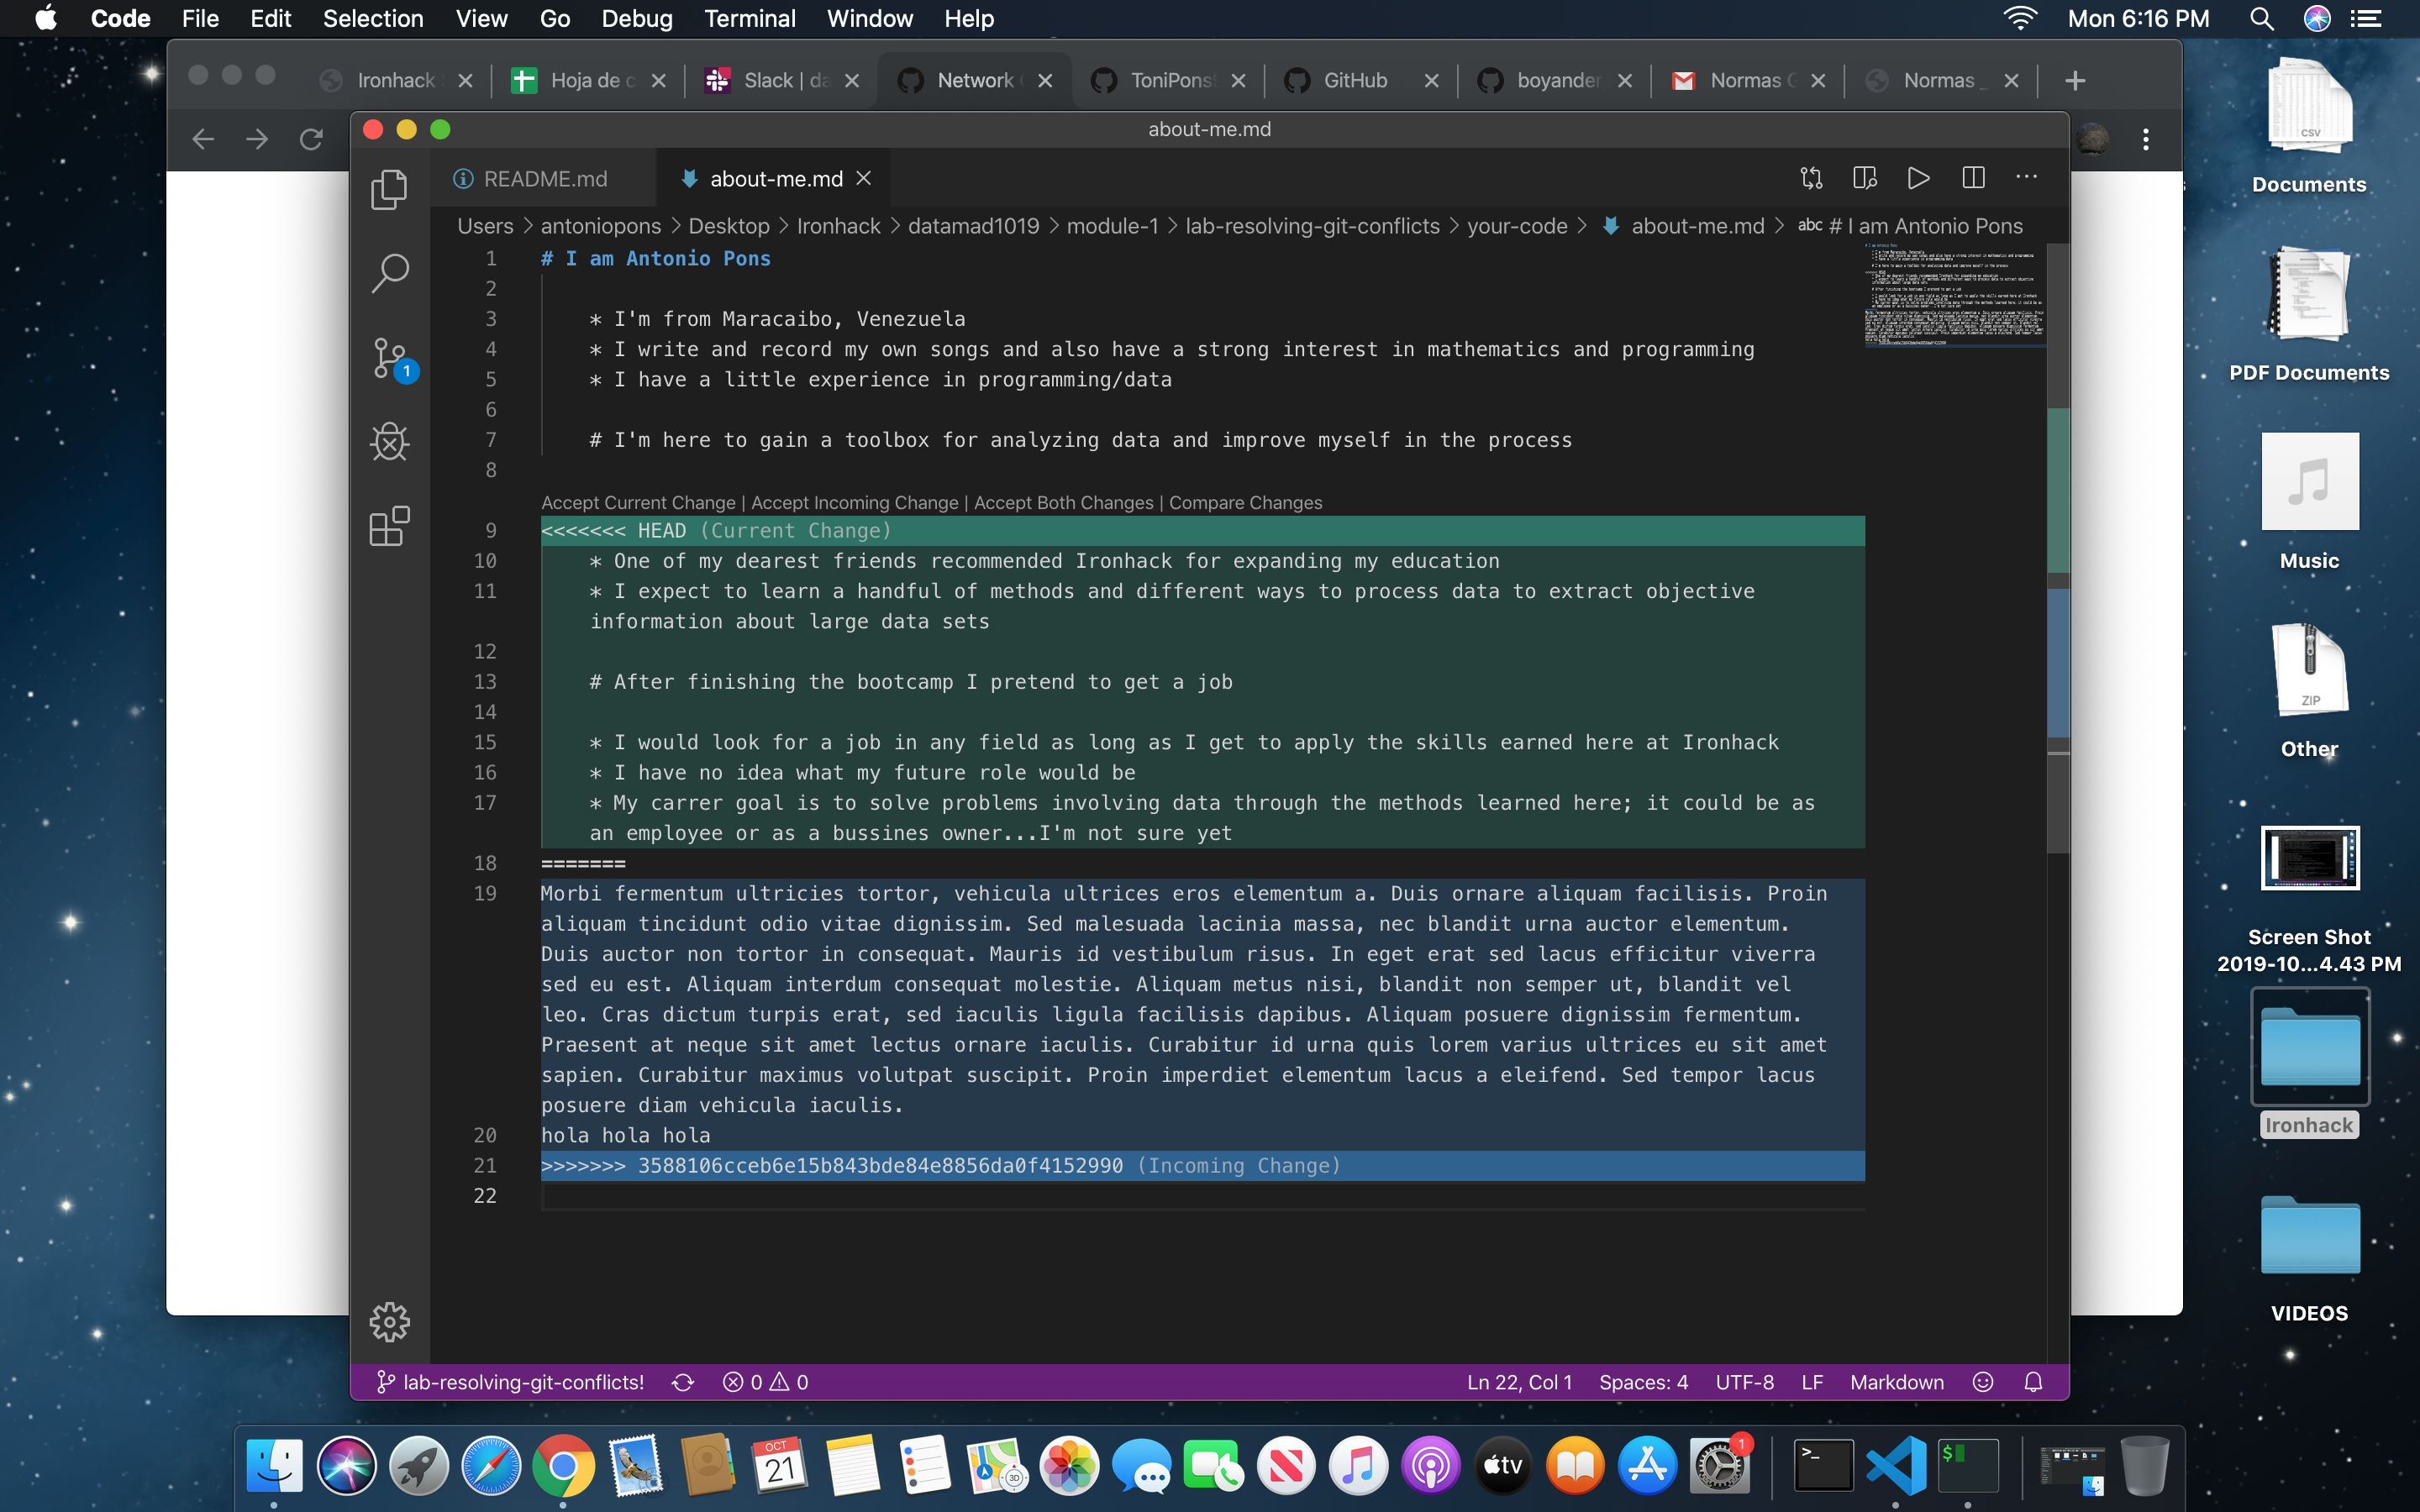 Code File Edit Selection View Go Debug Terminal Window Help Mon 6:16 PM
Ironhack Hoja de c Slack | da Network ToniPons GitHub boyander Normas G Normas _
about-me.md
README.md about-me.md
Users > antoniopons > Desktop > Ironhack > datamad1019 > module-1 > lab-resolving-git-conflicts > your-code > about-me.md > abc # I am Antonio Pons
1 # I am Antonio Pons
2
3 * I'm from Maracaibo, Venezuela
4 * I write and record my own songs and also have a strong interest in mathematics and programming
5 * I have a little experience in programming/data
6
7 # I'm here to gain a toolbox for analyzing data and improve myself in the process
8
Accept Current Change | Accept Incoming Change | Accept Both Changes | Compare Changes
9 <<<<<<< HEAD (Current Change)
10 * One of my dearest friends recommended Ironhack for expanding my education
11 * I expect to learn a handful of methods and different ways to process data to extract objective
information about large data sets
12
13 # After finishing the bootcamp I pretend to get a job
14
15 * I would look for a job in any field as long as I get to apply the skills earned here at Ironhack
16 * I have no idea what my future role would be
17 * My carrer goal is to solve problems involving data through the methods learned here; it could be as
an employee or as a bussines owner...I'm not sure yet
18 =======
19 Morbi fermentum ultricies tortor, vehicula ultrices eros elementum a. Duis ornare aliquam facilisis. Proin
aliquam tincidunt odio vitae dignissim. Sed malesuada lacinia massa, nec blandit urna auctor elementum.
Duis auctor non tortor in consequat. Mauris id vestibulum risus. In eget erat sed lacus efficitur viverra
sed eu est. Aliquam interdum consequat molestie. Aliquam metus nisi, blandit non semper ut, blandit vel
leo. Cras dictum turpis erat, sed iaculis ligula facilisis dapibus. Aliquam posuere dignissim fermentum.
Praesent at neque sit amet lectus ornare iaculis. Curabitur id urna quis lorem varius ultrices eu sit amet
sapien. Curabitur maximus volutpat suscipit. Proin imperdiet elementum lacus a eleifend. Sed tempor lacus
posuere diam vehicula iaculis.
20 hola hola hola
21 >>>>>>> 3588106cceb6e15b843bde84e8856da0f4152990 (Incoming Change)
22
1
lab-resolving-git-conflicts! 0 0 Ln 22, Col 1 Spaces: 4 UTF-8 LF Markdown
CSV
Documents
PDF Documents
Music
ZIP
Other
Screen Shot
2019-10...4.43 PM
Ironhack
VIDEOS
OCT
21
3D
tv
1
>_
$